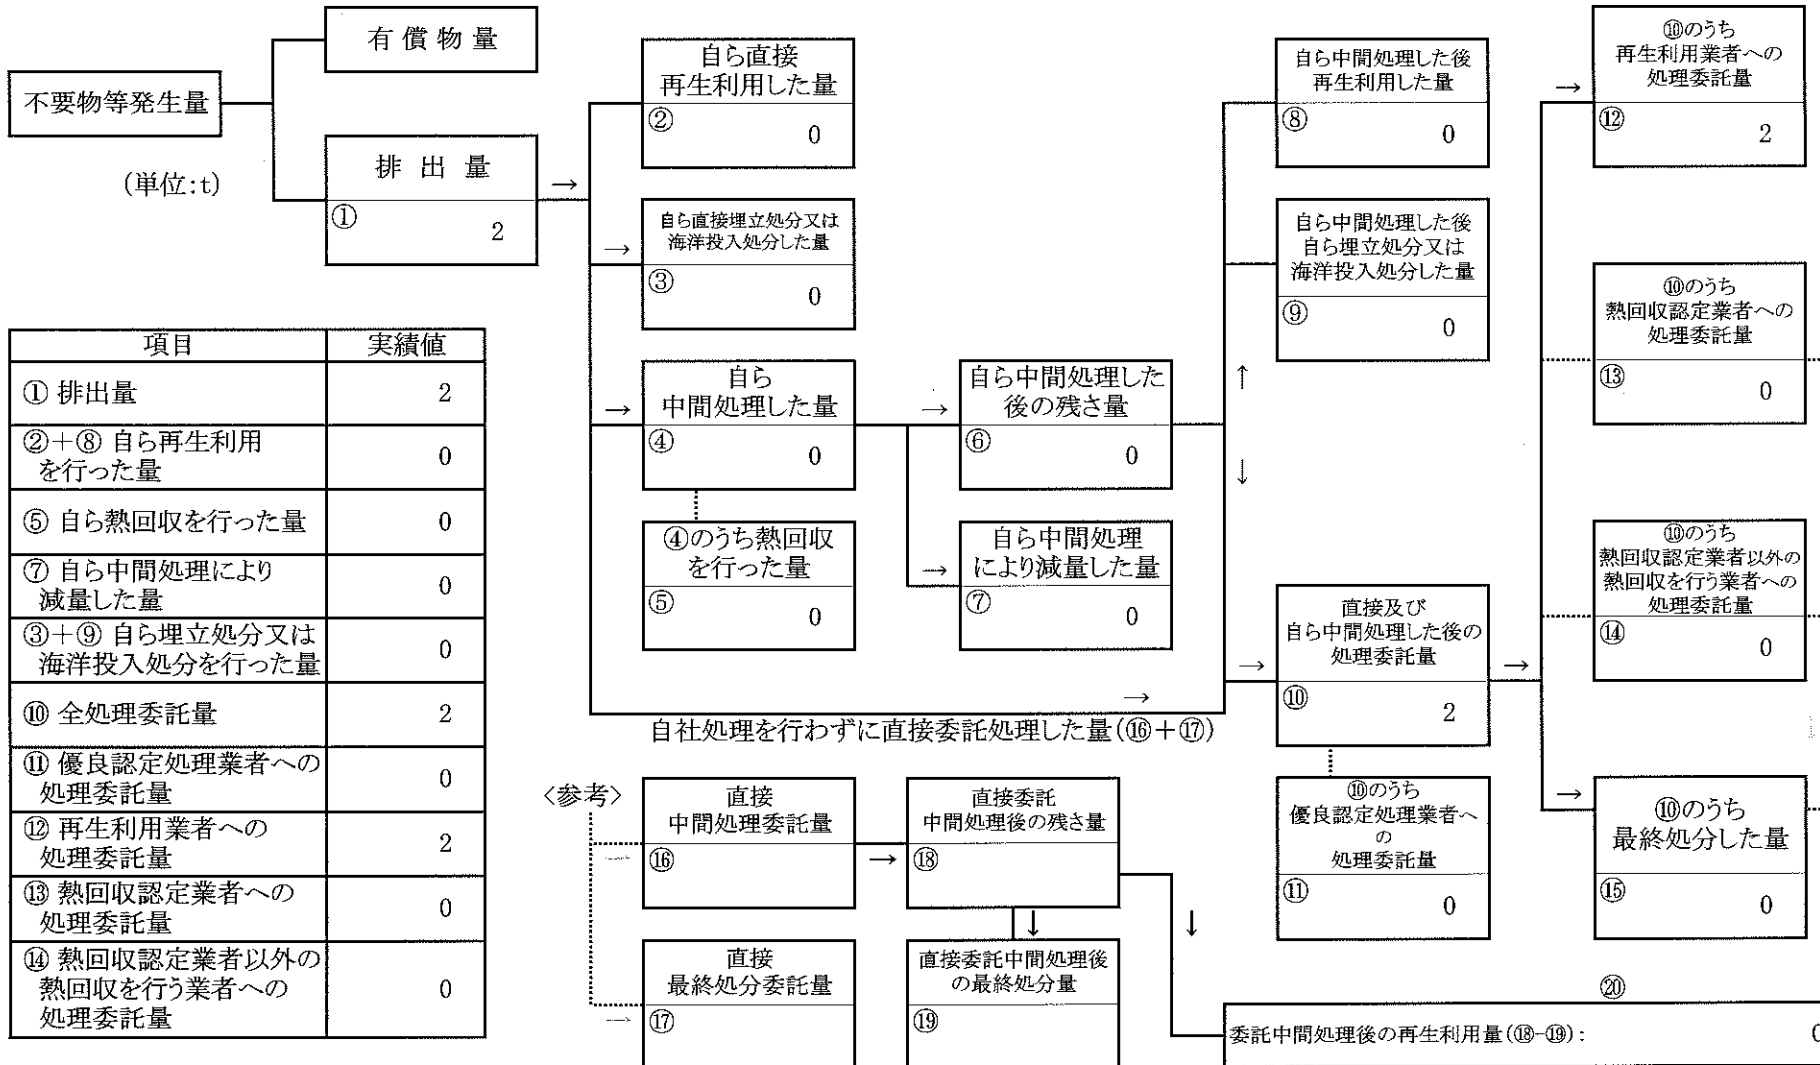 不要物等発生量
(単位:t)
有償物量
排出量
①
2
→
自ら直接
再生利用した量
②
0
→
自ら直接埋立処分又は
海洋投入処分した量
③
0
→
自ら
中間処理した量
④
0
④のうち熱回収
を行った量
⑤
0
→
自ら中間処理した
後の残さ量
⑥
0
→
自ら中間処理
により減量した量
⑦
0
↑
↓
自ら中間処理した後
再生利用した量
⑧
0
自ら中間処理した後
自ら埋立処分又は
海洋投入処分した量
⑨
0
→
自社処理を行わずに直接委託処理した量(⑯+⑰)
→
直接及び
自ら中間処理した後の
処理委託量
⑩
2
→
⑩のうち
優良認定処理業者へ
の
処理委託量
⑪
0
→
⑩のうち
再生利用業者への
処理委託量
⑫
2
⑩のうち
熱回収認定業者への
処理委託量
⑬
0
⑩のうち
熱回収認定業者以外の
熱回収を行う業者への
処理委託量
⑭
0
→
⑩のうち
最終処分した量
⑮
0
項目 実績値
① 排出量 2
②+⑧ 自ら再生利用
を行った量 0
⑤ 自ら熱回収を行った量 0
⑦ 自ら中間処理により
減量した量 0
③+⑨ 自ら埋立処分又は
海洋投入処分を行った量 0
⑩ 全処理委託量 2
⑪ 優良認定処理業者への
処理委託量 0
⑫ 再生利用業者への
処理委託量 2
⑬ 熱回収認定業者への
処理委託量 0
⑭ 熱回収認定業者以外の
熱回収を行う業者への
処理委託量 0
〈参考〉
→
直接
中間処理委託量
⑯
→
直接委託
中間処理後の残さ量
⑱
↓
↓
→
直接
最終処分委託量
⑰
直接委託中間処理後
の最終処分量
⑲
⑳
委託中間処理後の再生利用量(⑱-⑲): 0